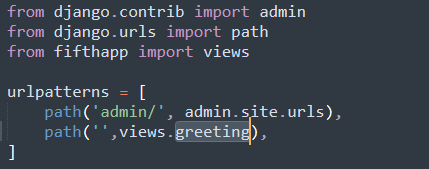 from django.contrib import admin
from django.urls import path
from fifthapp import views

urlpatterns = [
    path('admin/', admin.site.urls),
    path('',views.greeting),
]